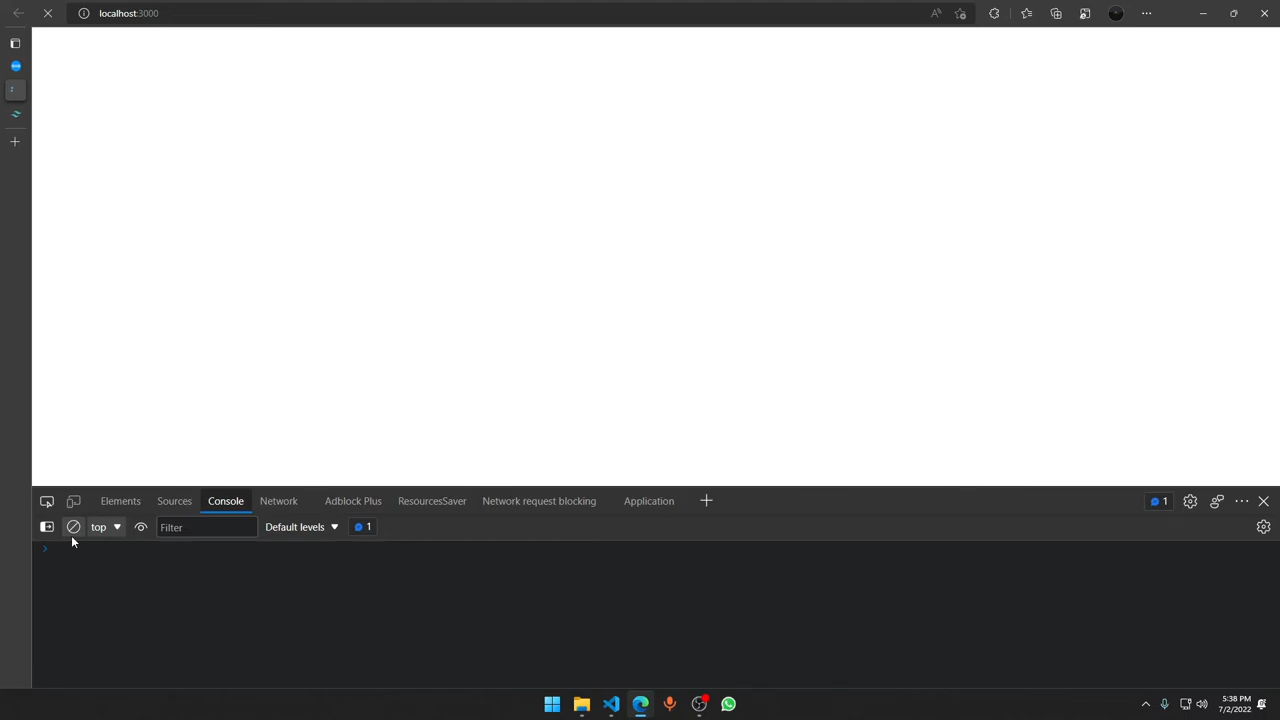 localhost:3000
Elements Sources Console Network Adblock Plus ResourcesSaver Network request blocking Application 1
top Filter Default levels 1
5:38 PM
7/2/2022